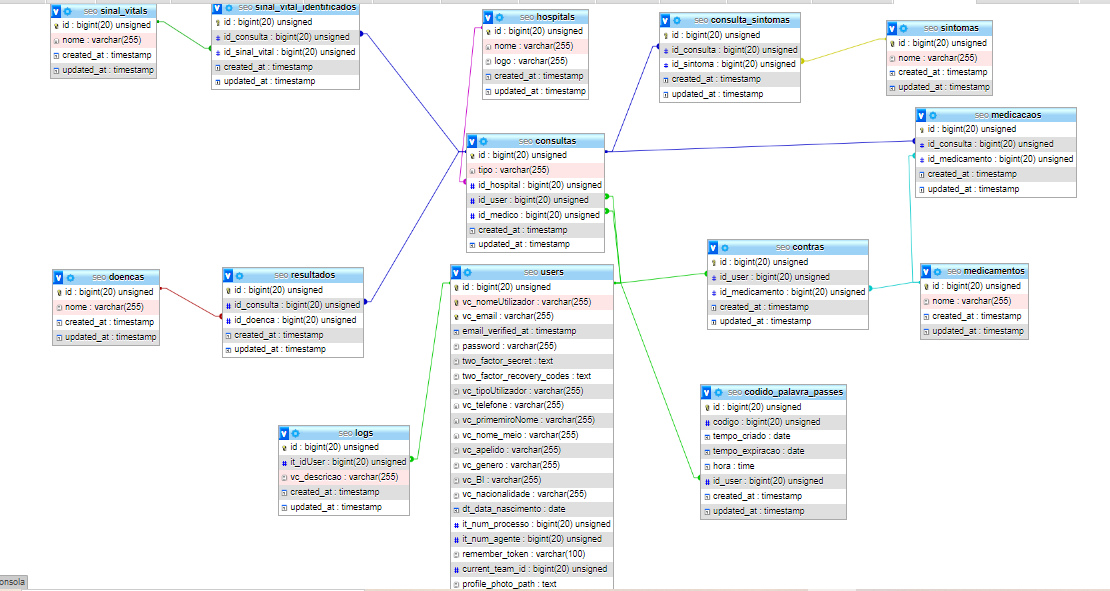 seo sinal_vitals
id : bigint(20) unsigned
nome : varchar(255)
created_at : timestamp
updated_at : timestamp
seo sinal_vital_identificados
id : bigint(20) unsigned
id_consulta : bigint(20) unsigned
id_sinal_vital : bigint(20) unsigned
created_at : timestamp
updated_at : timestamp
seo hospitals
id : bigint(20) unsigned
nome : varchar(255)
logo : varchar(255)
created_at : timestamp
updated_at : timestamp
seo consulta_sintomas
id : bigint(20) unsigned
id_consulta : bigint(20) unsigned
id_sintoma : bigint(20) unsigned
created_at : timestamp
updated_at : timestamp
seo sintomas
id : bigint(20) unsigned
nome : varchar(255)
created_at : timestamp
updated_at : timestamp
seo medicacaos
id : bigint(20) unsigned
id_consulta : bigint(20) unsigned
id_medicamento : bigint(20) unsigned
created_at : timestamp
updated_at : timestamp
seo consultas
id : bigint(20) unsigned
tipo : varchar(255)
id_hospital : bigint(20) unsigned
id_user : bigint(20) unsigned
id_medico : bigint(20) unsigned
created_at : timestamp
updated_at : timestamp
seo contras
id : bigint(20) unsigned
id_user : bigint(20) unsigned
id_medicamento : bigint(20) unsigned
created_at : timestamp
updated_at : timestamp
seo medicamentos
id : bigint(20) unsigned
nome : varchar(255)
created_at : timestamp
updated_at : timestamp
seo doencas
id : bigint(20) unsigned
nome : varchar(255)
created_at : timestamp
updated_at : timestamp
seo resultados
id : bigint(20) unsigned
id_consulta : bigint(20) unsigned
id_doenca : bigint(20) unsigned
created_at : timestamp
updated_at : timestamp
seo users
id : bigint(20) unsigned
vc_nomeUtilizador : varchar(255)
vc_email : varchar(255)
email_verified_at : timestamp
password : varchar(255)
two_factor_secret : text
two_factor_recovery_codes : text
vc_tipoUtilizador : varchar(255)
vc_telefone : varchar(255)
vc_primemiroNome : varchar(255)
vc_nome_meio : varchar(255)
vc_apelido : varchar(255)
vc_genero : varchar(255)
vc_BI : varchar(255)
vc_nacionalidade : varchar(255)
dt_data_nascimento : date
it_num_processo : bigint(20) unsigned
it_num_agente : bigint(20) unsigned
remember_token : varchar(100)
current_team_id : bigint(20) unsigned
profile_photo_path : text
seo codido_palavra_passes
id : bigint(20) unsigned
codigo : bigint(20) unsigned
tempo_criado : date
tempo_expiracao : date
hora : time
id_user : bigint(20) unsigned
created_at : timestamp
updated_at : timestamp
seo logs
id : bigint(20) unsigned
it_idUser : bigint(20) unsigned
vc_descricao : varchar(255)
created_at : timestamp
updated_at : timestamp
onsola